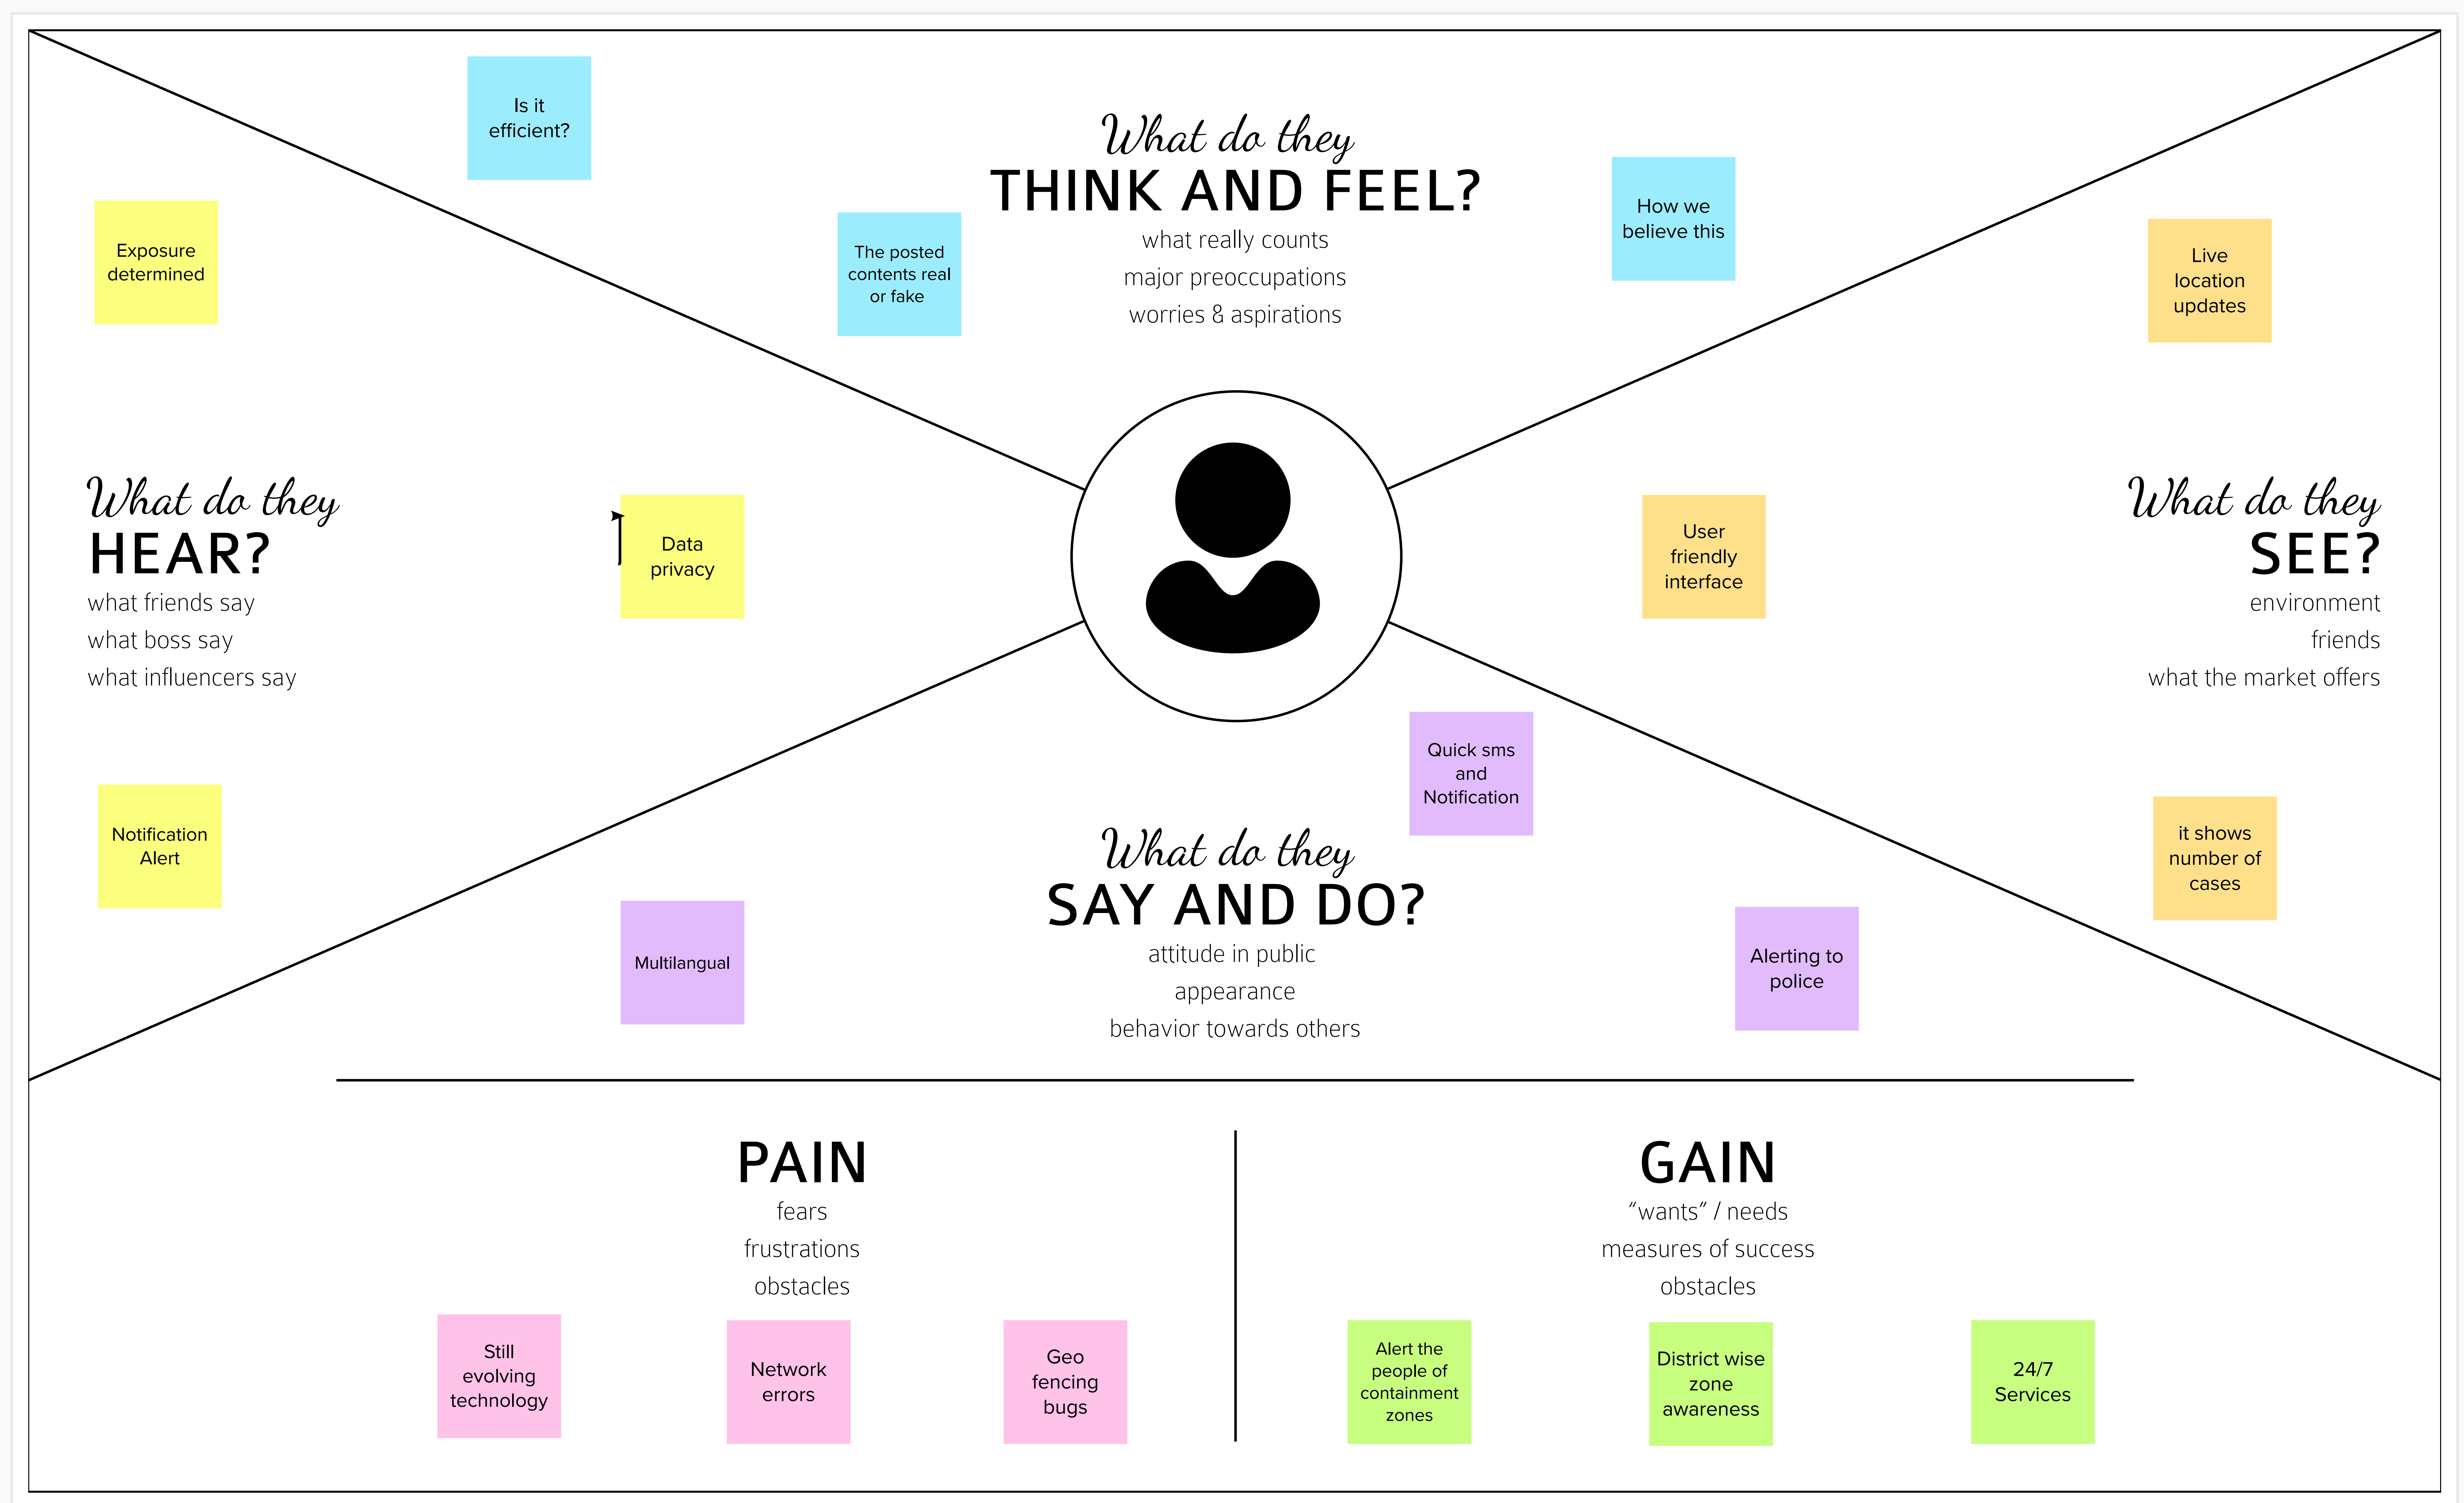 Is it
efficient?
What do they
THINK AND FEEL?
what really counts
major preoccupations
worries & aspirations
The posted
contents real
or fake
How we
believe this
Exposure
determined
What do they
HEAR?
what friends say
what boss say
what influencers say
Data
privacy
Notification
Alert
Live
location
updates
User
friendly
interface
What do they
SEE?
environment
friends
what the market offers
it shows
number of
cases
Quick sms
and
Notification
What do they
SAY AND DO?
attitude in public
appearance
behavior towards others
Multilangual
Alerting to
police
PAIN
fears
frustrations
obstacles
Still
evolving
technology
Network
errors
Geo
fencing
bugs
GAIN
“wants” / needs
measures of success
obstacles
Alert the
people of
containment
zones
District wise
zone
awareness
24/7
Services